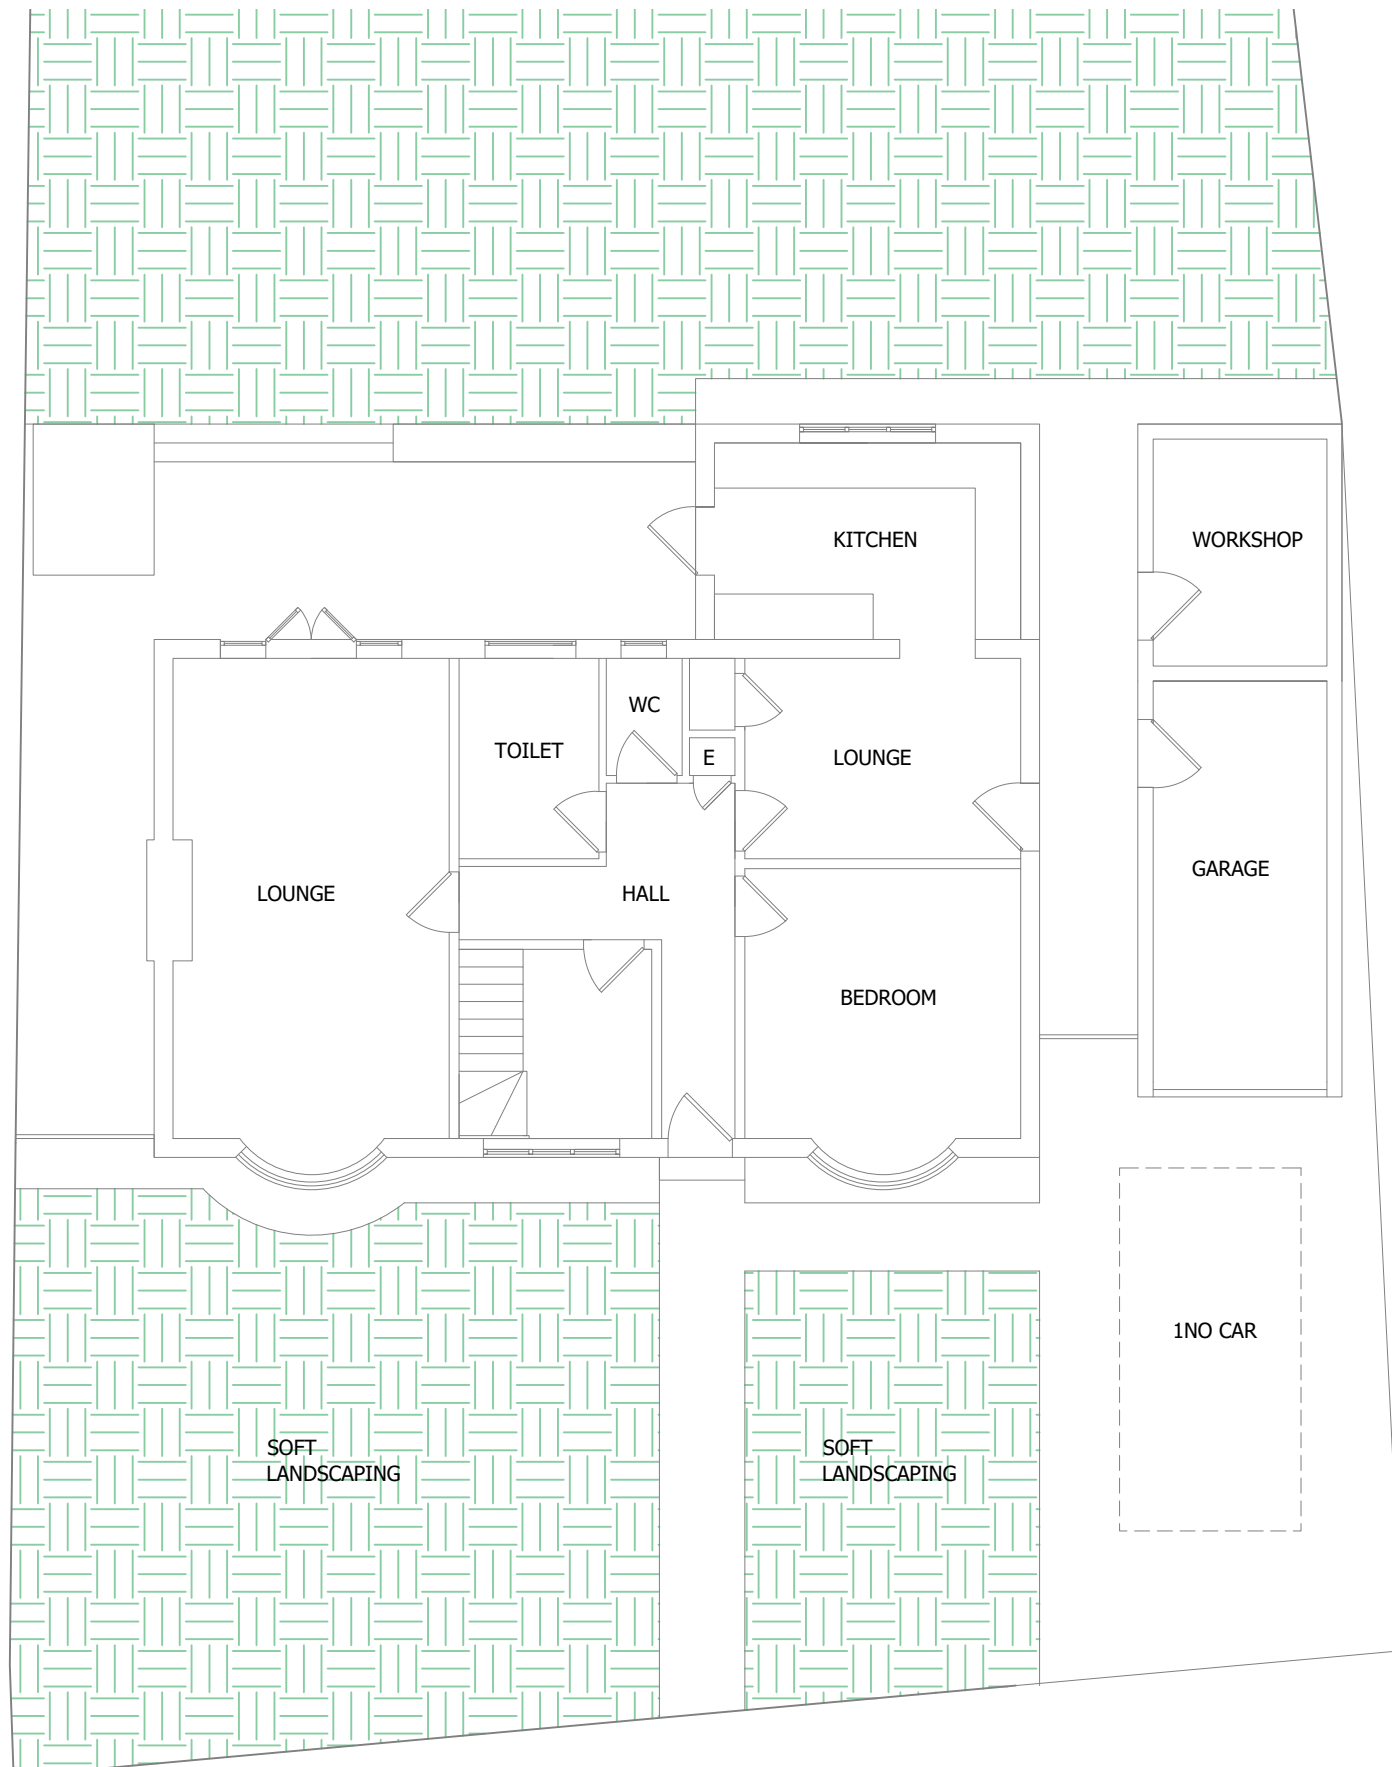 KITCHEN
WORKSHOP
WC
TOILET
E
LOUNGE
GARAGE
LOUNGE
HALL
BEDROOM
1NO CAR
SOFT
LANDSCAPING
SOFT
LANDSCAPING